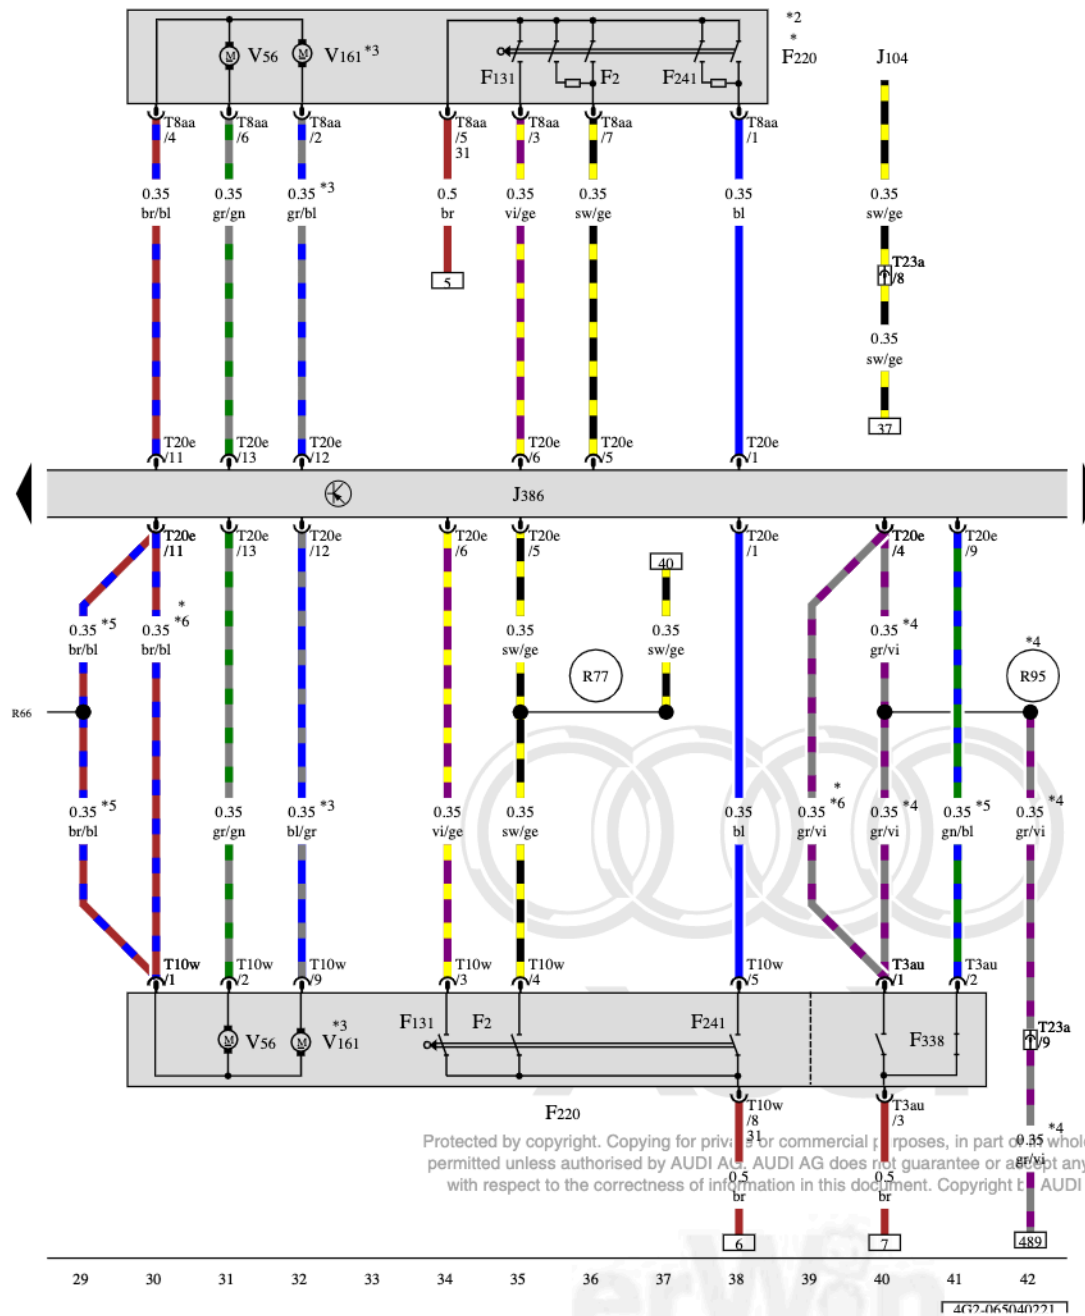 *2
*
V56
V161 *3
F131
F2
F241
F220
J104
T8aa
/4
T8aa
/6
T8aa
/2
T8aa
/5
31
T8aa
/3
T8aa
/7
T8aa
/1
0.35
br/bl
0.35
gr/gn
0.35 *3
gr/bl
0.5
br
0.35
vi/ge
0.35
sw/ge
0.35
bl
0.35
sw/ge
T23a
/8
5
0.35
sw/ge
37
T20e
/11
T20e
/13
T20e
/12
T20e
/6
T20e
/5
T20e
/1
J386
T20e
/11
T20e
/13
T20e
/12
T20e
/6
T20e
/5
T20e
/1
T20e
/4
T20e
/9
40
0.35 *5
br/bl
*
*6
0.35
br/bl
0.35
sw/ge
0.35
sw/ge
0.35 *4
gr/vi
*4
R77
R95
R66
0.35 *5
br/bl
0.35
gr/gn
0.35 *3
bl/gr
0.35
vi/ge
0.35
sw/ge
0.35
bl
*
*6
0.35
gr/vi
0.35 *4
gr/vi
0.35 *5
gn/bl
0.35 *4
gr/vi
T10w
/1
T10w
/2
T10w
/9
T10w
/3
T10w
/4
T10w
/5
T3au
/1
T3au
/2
V56
*3
V161
F131
F2
F241
F338
T23a
/9
F220
T10w
/8
31
T3au
/3
0.35 *4
gr/vi
Protected by copyright. Copying for private or commercial purposes, in part or in whole
permitted unless authorised by AUDI AG. AUDI AG does not guarantee or accept any
with respect to the correctness of information in this document. Copyright by AUDI
0.5
br
0.5
br
6
7
489
29 30 31 32 33 34 35 36 37 38 39 40 41 42
4G2-065040221